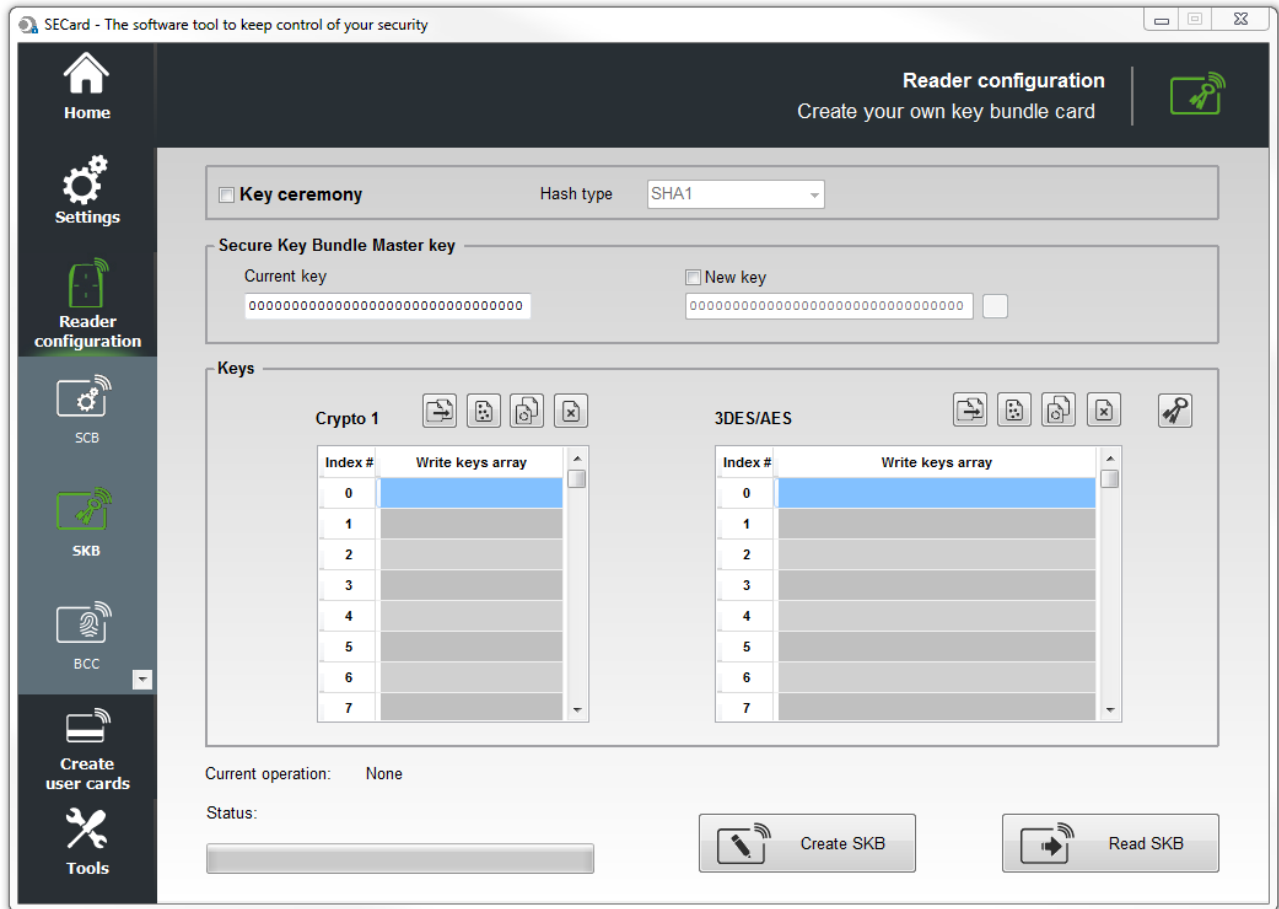 SECard - The software tool to keep control of your security
Home
Reader configuration
Create your own key bundle card
Settings
Key ceremony
Hash type
SHA1
Secure Key Bundle Master key
Current key
New key
00000000000000000000000000000000
00000000000000000000000000000000
Reader
configuration
Keys
SCB
Crypto 1
3DES/AES
Index # Write keys array
0
1
2
3
4
5
6
7
Index # Write keys array
0
1
2
3
4
5
6
7
SKB
BCC
Create
user cards
Current operation: None
Status:
Tools
Create SKB
Read SKB